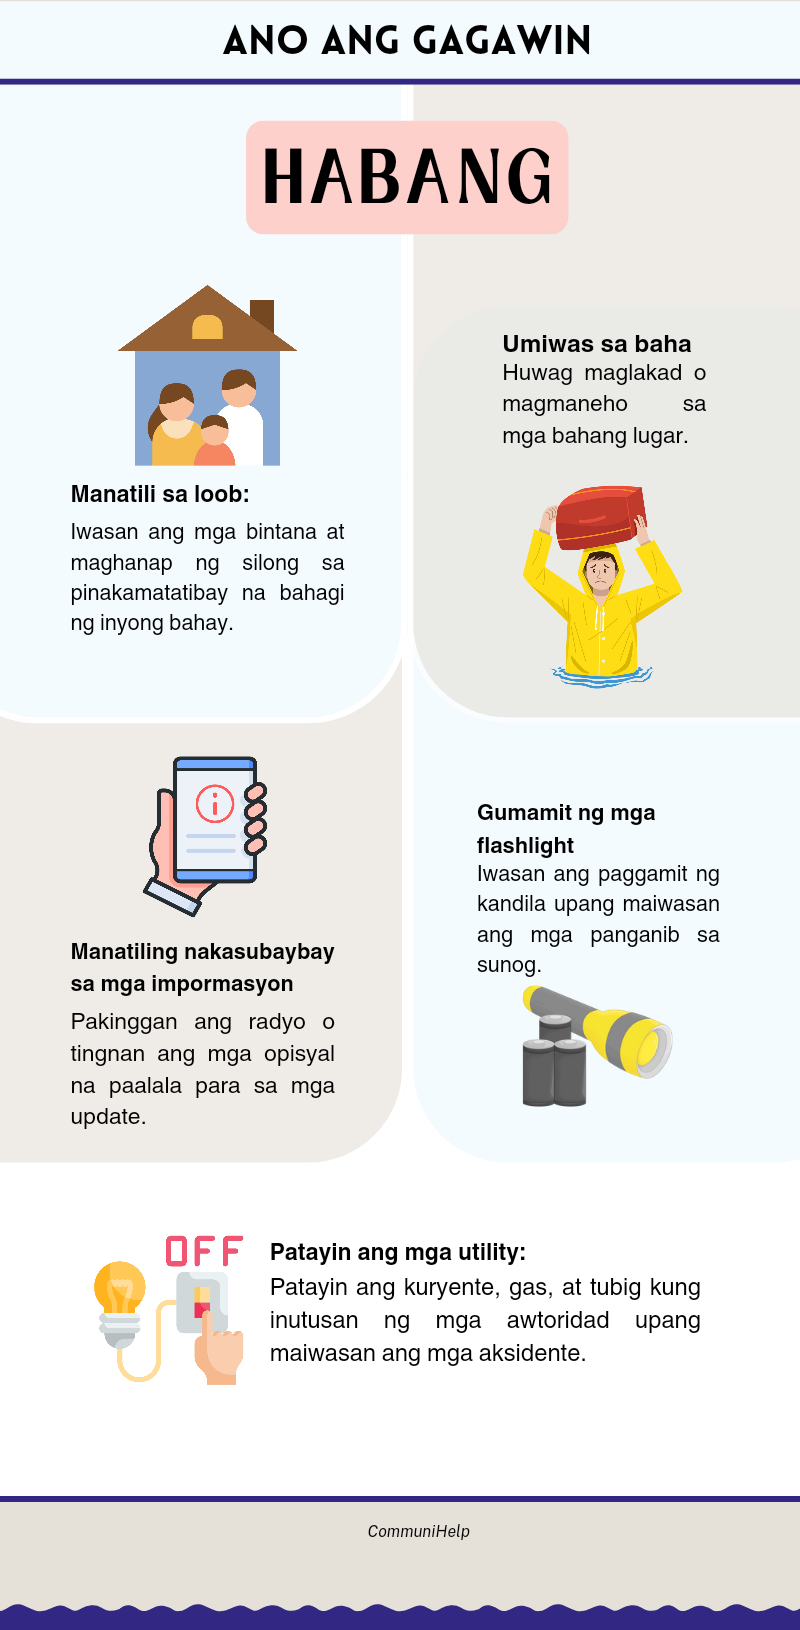 ANO ANG GAGAWIN
HABANG
Manatili sa loob:
Iwasan ang mga bintana at
maghanap ng silong sa
pinakamatatibay na bahagi
ng inyong bahay.
Umiwas sa baha
Huwag maglakad o
magmaneho sa
mga bahang lugar.
Manatiling nakasubaybay
sa mga impormasyon
Pakinggan ang radyo o
tingnan ang mga opisyal
na paalala para sa mga
update.
Gumamit ng mga
flashlight
Iwasan ang paggamit ng
kandila upang maiwasan
ang mga panganib sa
sunog.
OFF
Patayin ang mga utility:
Patayin ang kuryente, gas, at tubig kung
inutusan ng mga awtoridad upang
maiwasan ang mga aksidente.
CommuniHelp